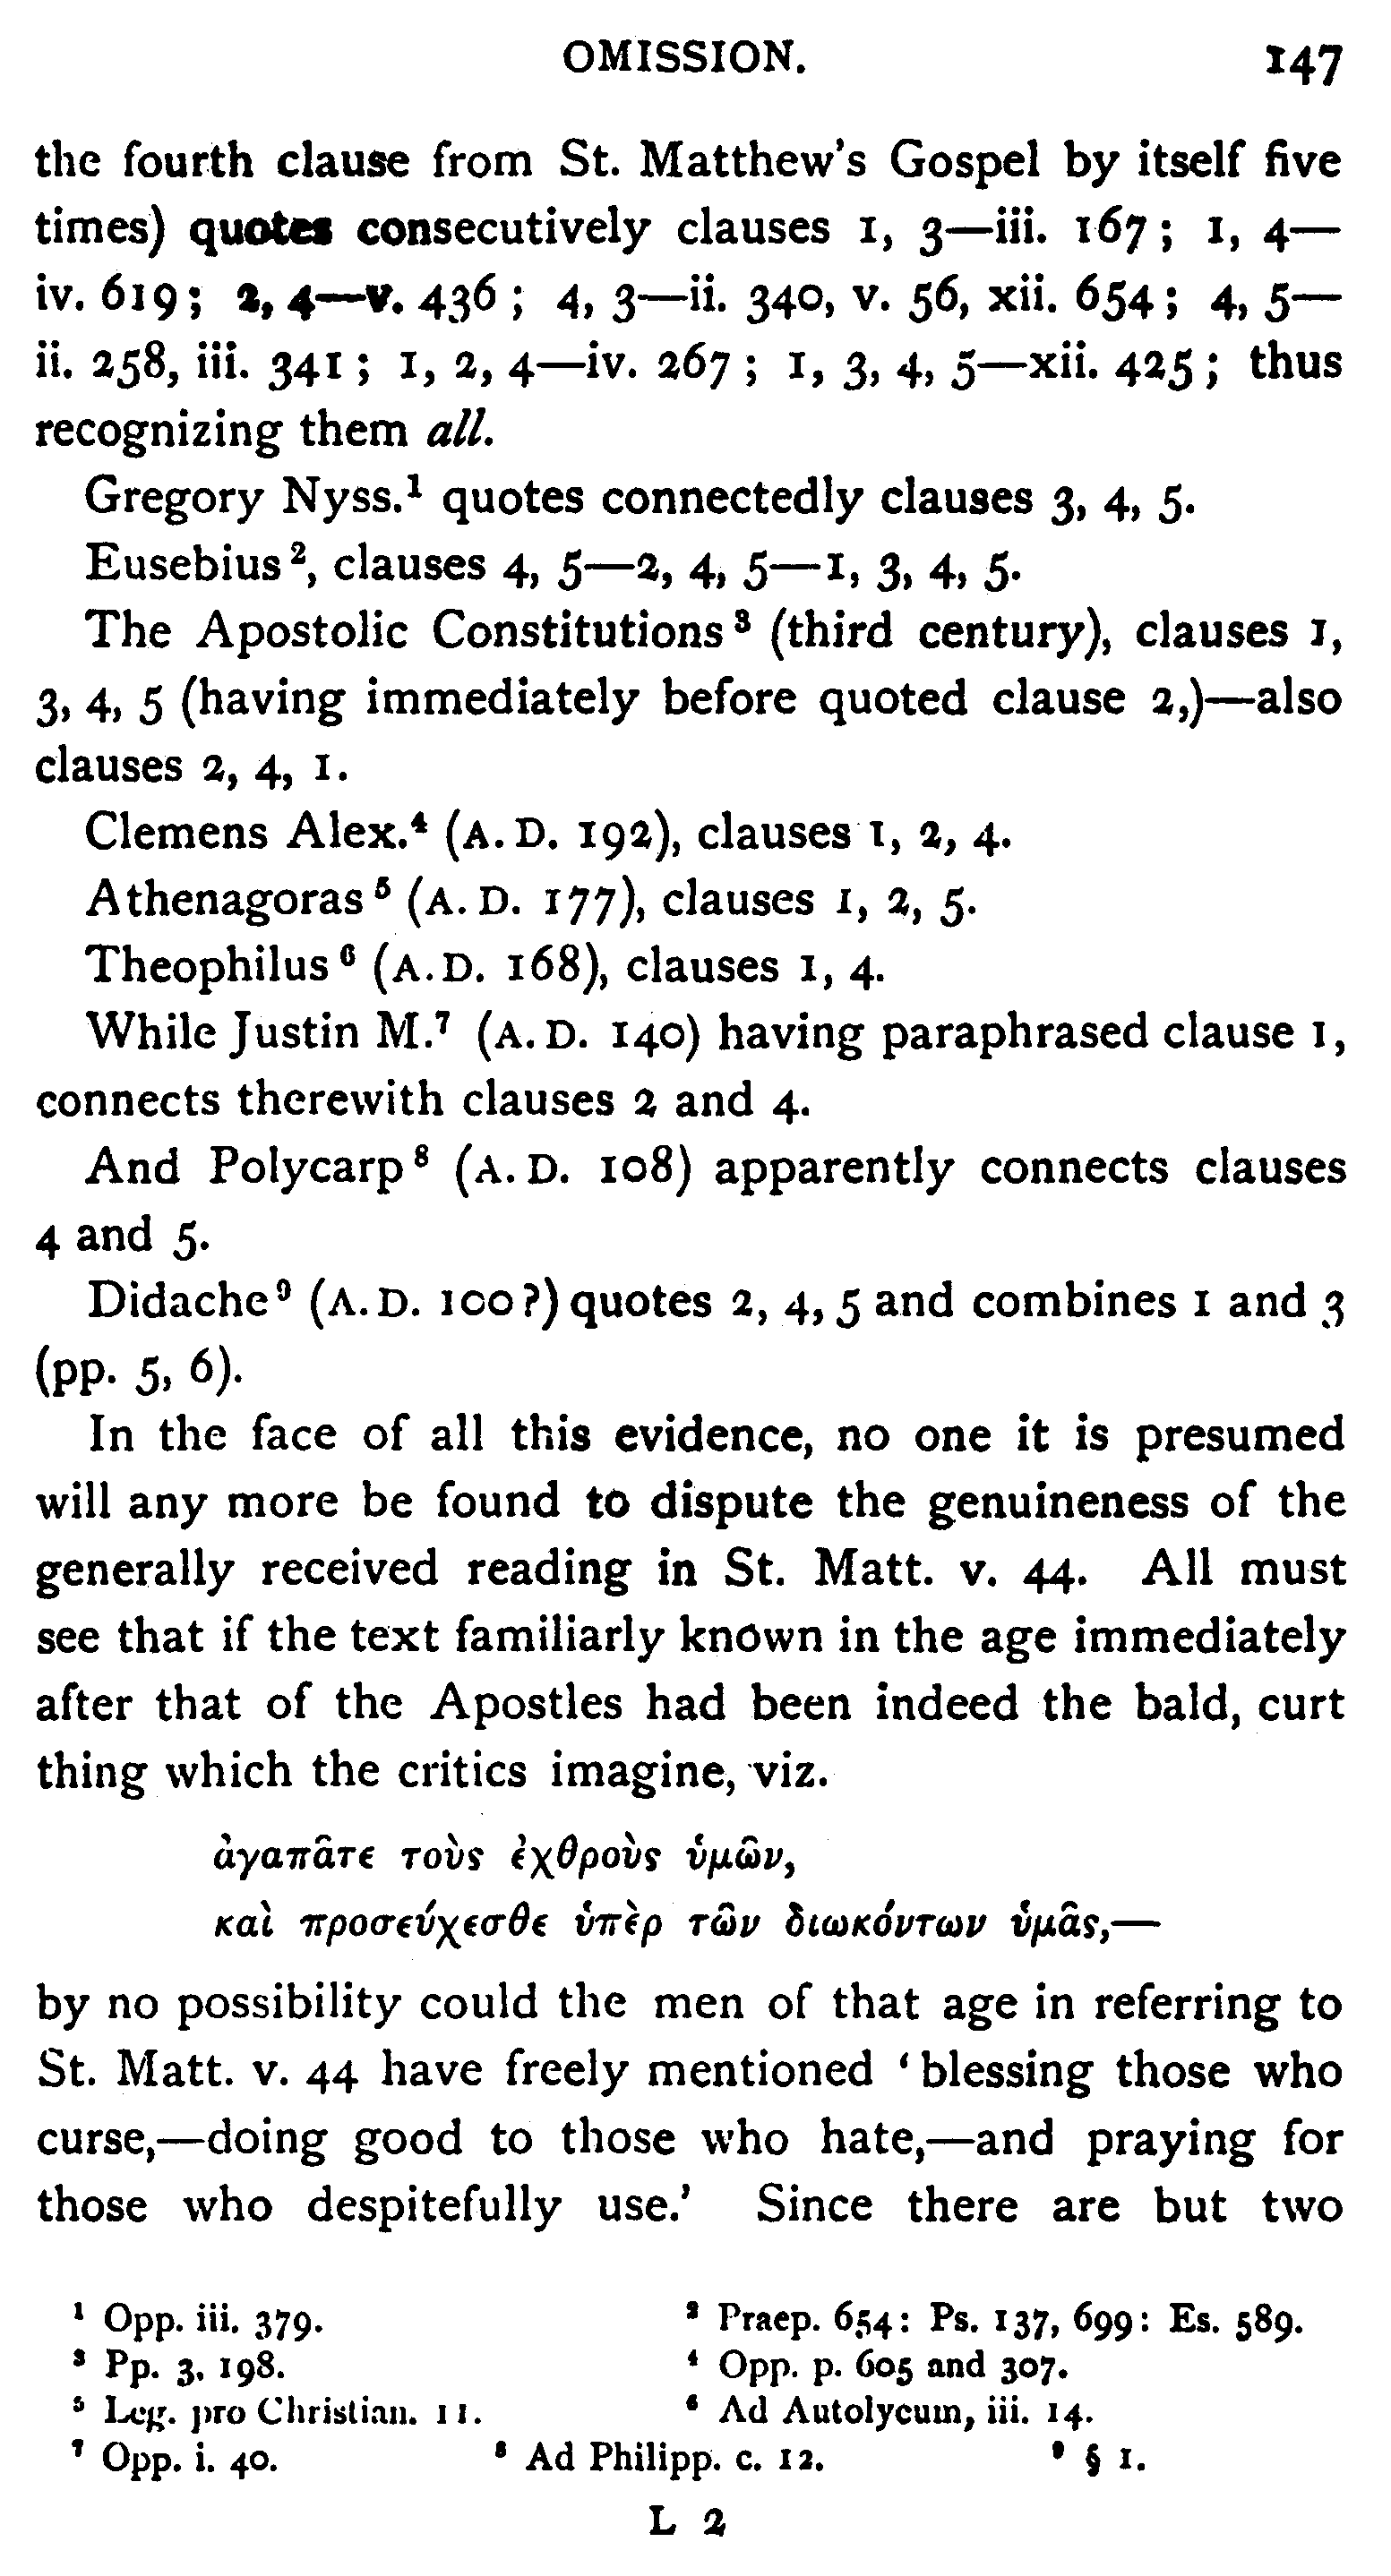 OMISSION. 147
the fourth clause from St. Matthew's Gospel by itself five
times) quotes consecutively clauses 1, 3—iii. 167; 1, 4—
iv. 619; 2, 4—v. 436; 4, 3—ii. 340, v. 56, xii. 654; 4, 5—
ii. 258, iii. 341; 1, 2, 4—iv. 267; 1, 3, 4, 5—xii. 425; thus
recognizing them all.
Gregory Nyss.¹ quotes connectedly clauses 3, 4, 5.
Eusebius², clauses 4, 5—2, 4, 5—1, 3, 4, 5.
The Apostolic Constitutions³ (third century), clauses 1,
3, 4, 5 (having immediately before quoted clause 2,)—also
clauses 2, 4, 1.
Clemens Alex.⁴ (A.D. 192), clauses 1, 2, 4.
Athenagoras⁵ (A.D. 177), clauses 1, 2, 5.
Theophilus⁶ (A.D. 168), clauses 1, 4.
While Justin M.⁷ (A.D. 140) having paraphrased clause 1,
connects therewith clauses 2 and 4.
And Polycarp⁸ (A.D. 108) apparently connects clauses
4 and 5.
Didache⁹ (A.D. 100?) quotes 2, 4, 5 and combines 1 and 3
(pp. 5, 6).
In the face of all this evidence, no one it is presumed
will any more be found to dispute the genuineness of the
generally received reading in St. Matt. v. 44. All must
see that if the text familiarly known in the age immediately
after that of the Apostles had been indeed the bald, curt
thing which the critics imagine, viz.
ἀγαπᾶτε τοὺς ἐχθροὺς ὑμῶν,
καὶ προσεύχεσθε ὑπὲρ τῶν διωκόντων ὑμᾶς,—
by no possibility could the men of that age in referring to
St. Matt. v. 44 have freely mentioned ‘blessing those who
curse,—doing good to those who hate,—and praying for
those who despitefully use.’ Since there are but two
¹ Opp. iii. 379. ² Praep. 654: Ps. 137, 699: Es. 589.
³ Pp. 3, 198. ⁴ Opp. p. 605 and 307.
⁵ Leg. pro Christian. 11. ⁶ Ad Autolycum, iii. 14.
⁷ Opp. i. 40. ⁸ Ad Philipp. c. 12. ⁹ § 1.
L 2